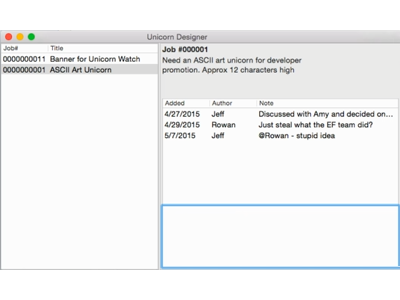 Unicorn Designer
Job# Title
0000000011 Banner for Unicorn Watch
0000000001 ASCII Art Unicorn
Job #000001
Need an ASCII art unicorn for developer
promotion. Approx 12 characters high
Added Author Note
4/27/2015 Jeff Discussed with Amy and decided on...
4/29/2015 Rowan Just steal what the EF team did?
5/7/2015 Jeff @Rowan - stupid idea